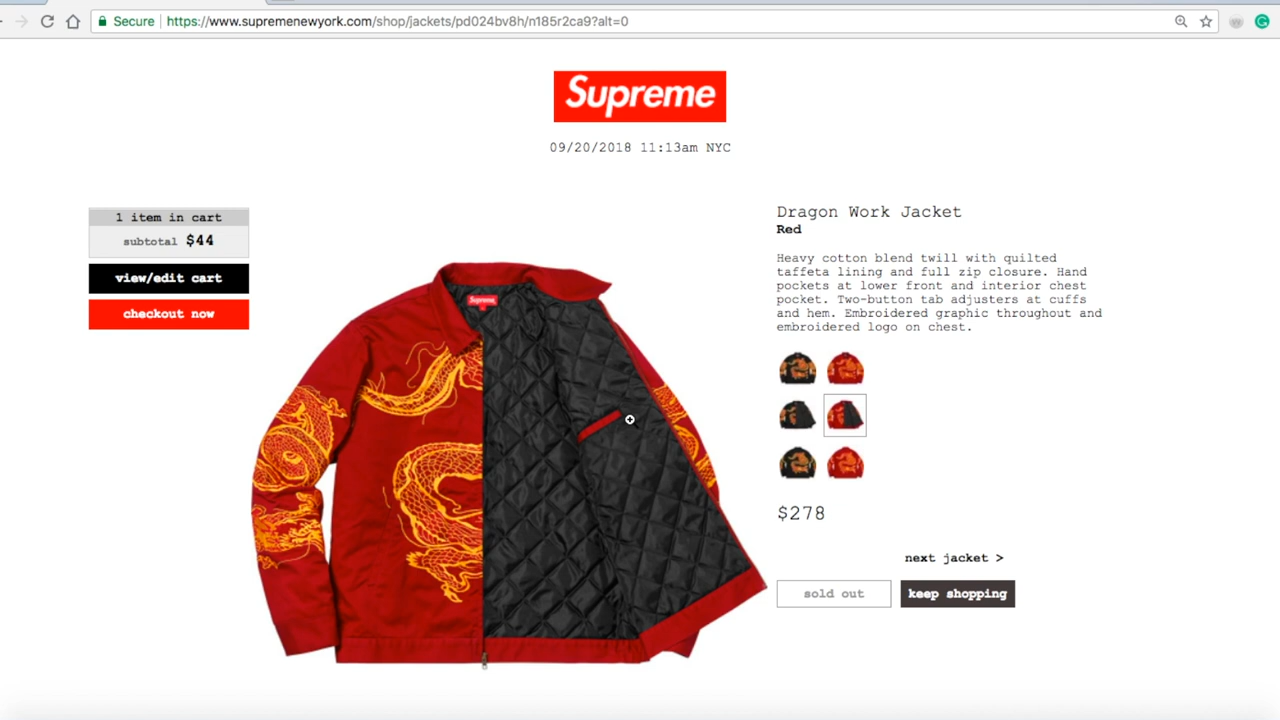 Secure https://www.supremenewyork.com/shop/jackets/pd024bv8h/n185r2ca9?alt=0
Supreme
09/20/2018 11:13am NYC
1 item in cart
subtotal $44
view/edit cart
checkout now
Supreme
Dragon Work Jacket
Red
Heavy cotton blend twill with quilted
taffeta lining and full zip closure. Hand
pockets at lower front and interior chest
pocket. Two-button tab adjusters at cuffs
and hem. Embroidered graphic throughout and
embroidered logo on chest.
$278
next jacket >
sold out
keep shopping